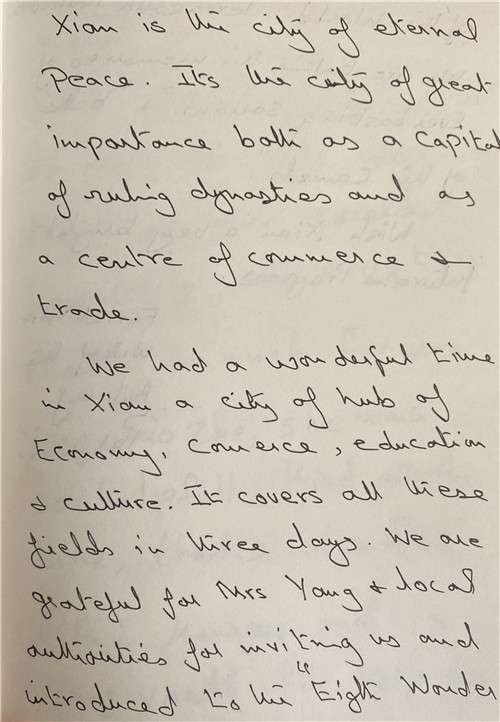 Xian is the city of eternal
Peace. Its the city of great
importance both as a capital
of ruling dynasties and as
a centre of commerce &
trade.
We had a wonderful time
in Xian a city of hub of
Economy, comerce, education
& culture. It covers all these
fields in three days. We are
grateful for Mrs Yang & local
authorities for inviting us and
introduced to the "Eigth Wonder